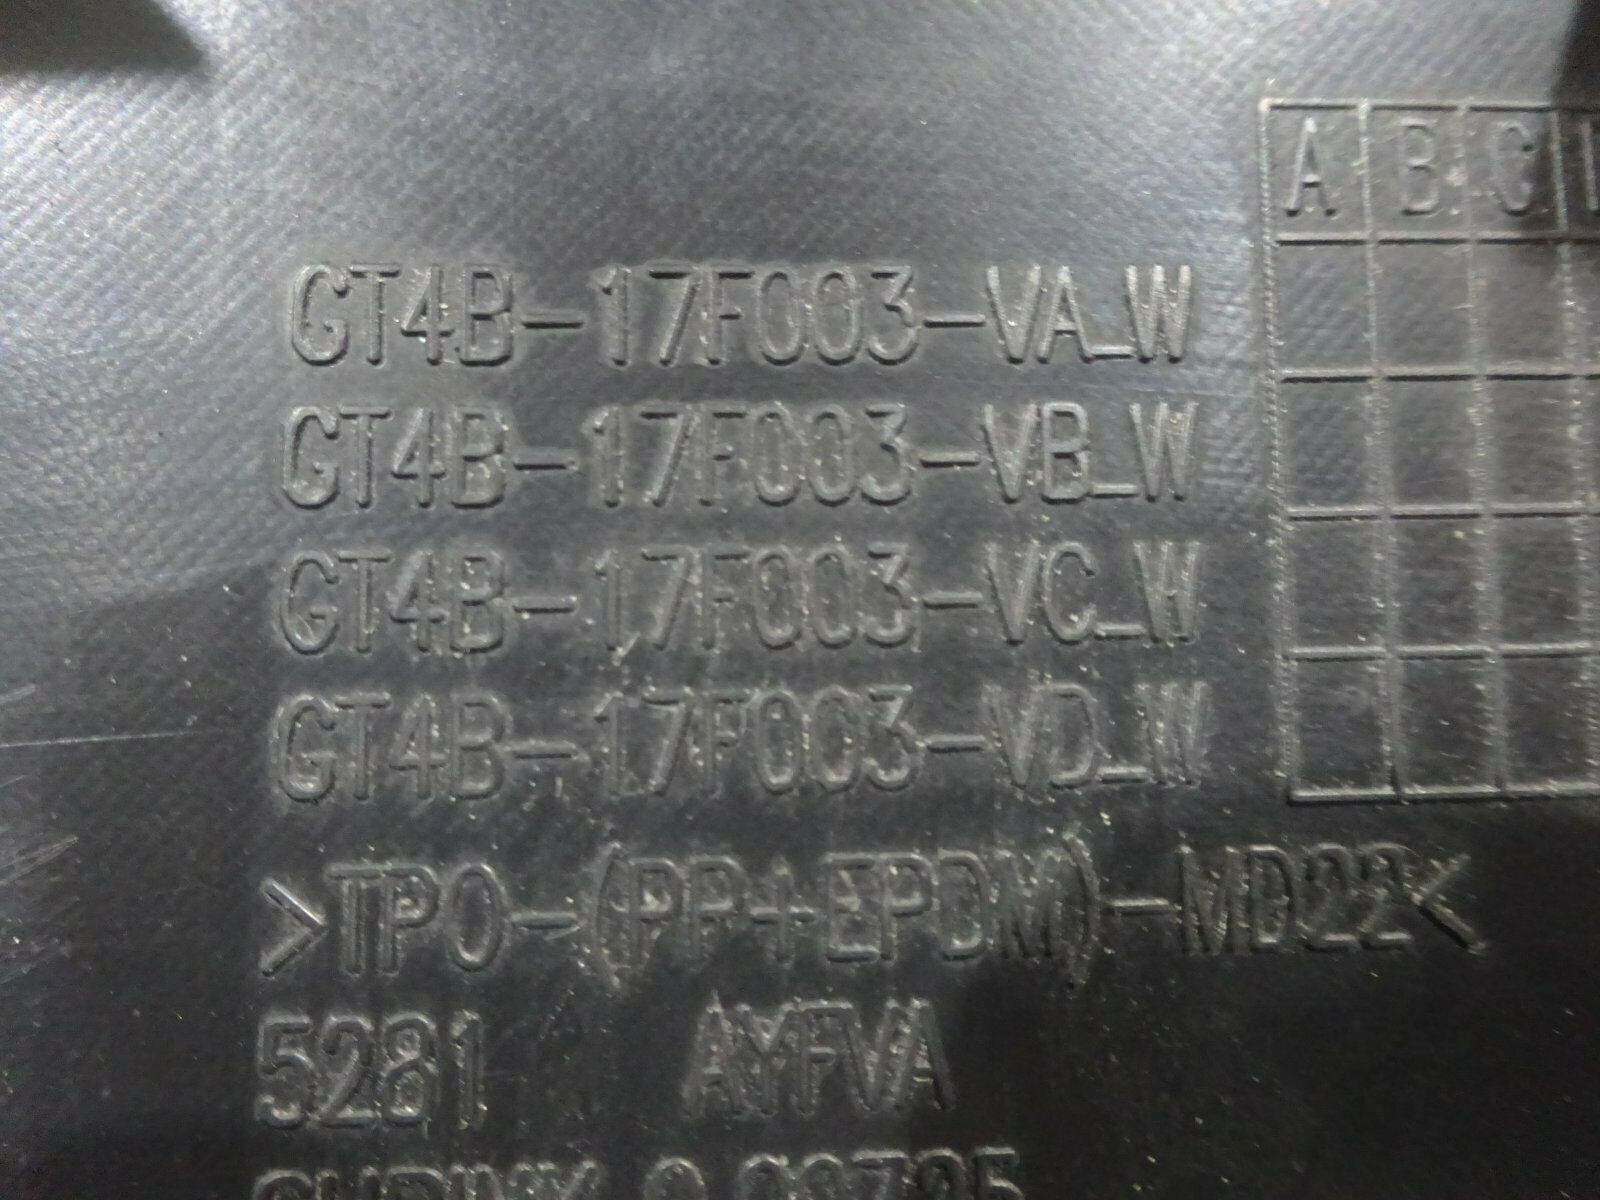 A B C
GT4B-17F003-VA_W
GT4B-17F003-VB_W
GT4B-17F003-VC_W
GT4B-17F003-VD_W
>TPO-(PP+EPDM)-MD22<
5281 AYFVA